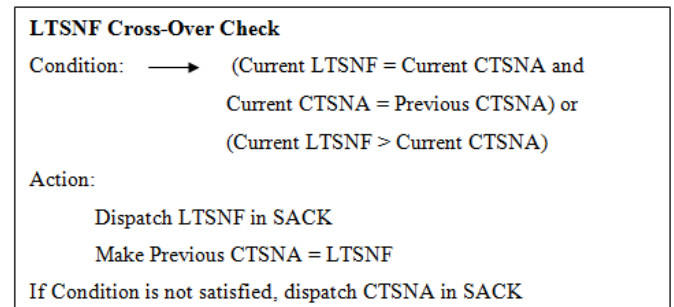 LTSNF Cross-Over Check
Condition: (Current LTSNF = Current CTSNA and
Current CTSNA = Previous CTSNA) or
(Current LTSNF > Current CTSNA)
Action:
Dispatch LTSNF in SACK
Make Previous CTSNA = LTSNF
If Condition is not satisfied, dispatch CTSNA in SACK